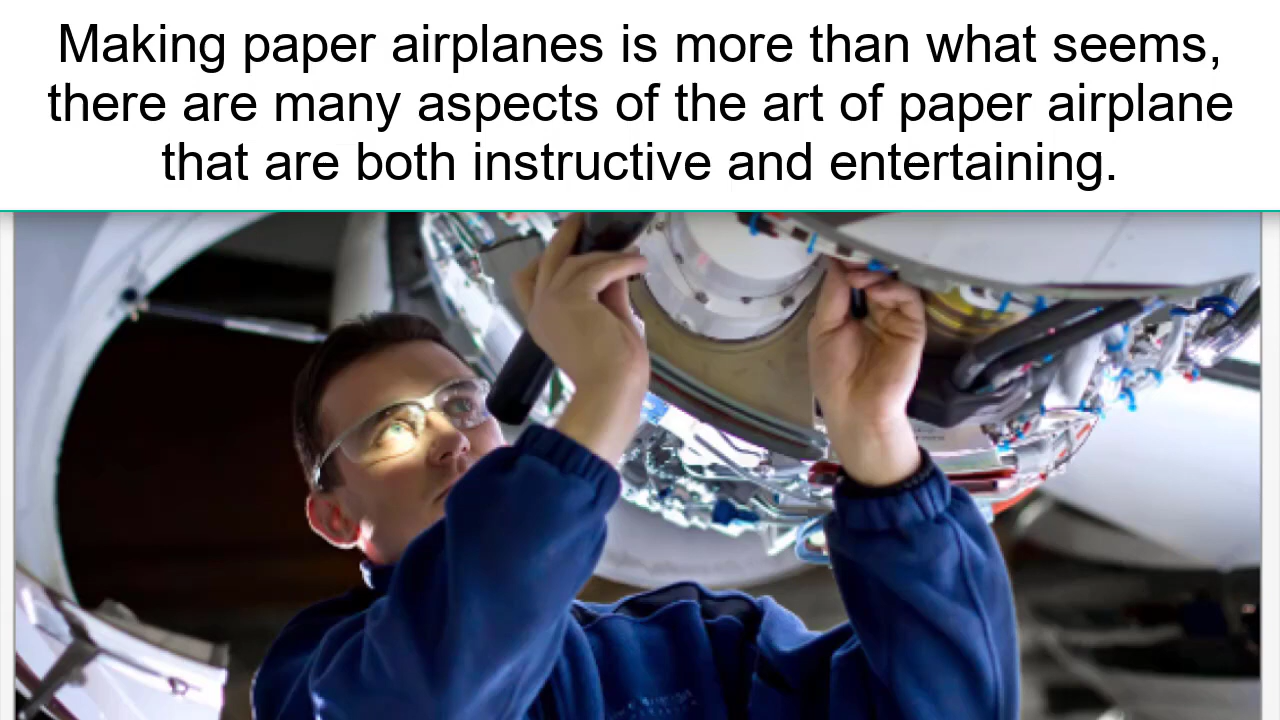 Making paper airplanes is more than what seems,
there are many aspects of the art of paper airplane
that are both instructive and entertaining.